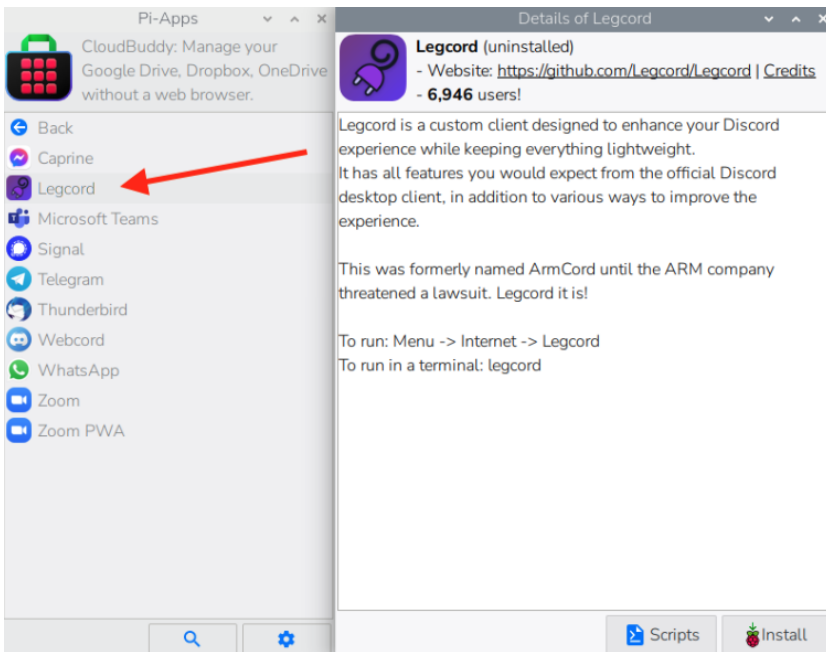 Pi-Apps
CloudBuddy: Manage your
Google Drive, Dropbox, OneDrive
without a web browser.
Back
Caprine
Legcord
Microsoft Teams
Signal
Telegram
Thunderbird
Webcord
WhatsApp
Zoom
Zoom PWA
Details of Legcord
Legcord (uninstalled)
- Website: https://github.com/Legcord/Legcord | Credits
- 6,946 users!
Legcord is a custom client designed to enhance your Discord
experience while keeping everything lightweight.
It has all features you would expect from the official Discord
desktop client, in addition to various ways to improve the
experience.
This was formerly named ArmCord until the ARM company
threatened a lawsuit. Legcord it is!
To run: Menu -> Internet -> Legcord
To run in a terminal: legcord
Scripts
Install